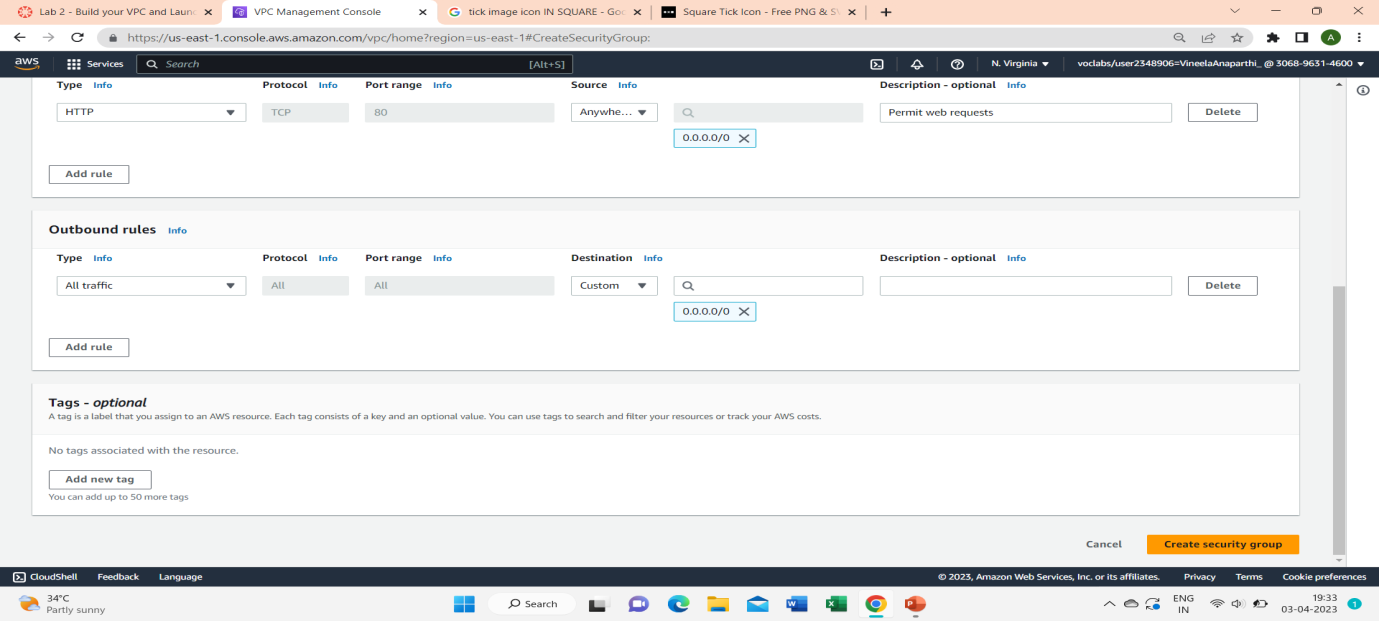 Lab 2 - Build your VPC and Launc
VPC Management Console
tick image icon IN SQUARE - Goo
Square Tick Icon - Free PNG & SV
https://us-east-1.console.aws.amazon.com/vpc/home?region=us-east-1#CreateSecurityGroup:
A
aws
Services
Search
[Alt+S]
N. Virginia
voclabs/user2348906=VineelaAnaparthi_ @ 3068-9631-4600
Type Info Protocol Info Port range Info Source Info Description - optional Info
HTTP TCP 80 Anywhe... Permit web requests Delete
0.0.0.0/0
Add rule
Outbound rules Info
Type Info Protocol Info Port range Info Destination Info Description - optional Info
All traffic All All Custom Delete
0.0.0.0/0
Add rule
Tags - optional
A tag is a label that you assign to an AWS resource. Each tag consists of a key and an optional value. You can use tags to search and filter your resources or track your AWS costs.
No tags associated with the resource.
Add new tag
You can add up to 50 more tags
Cancel Create security group
CloudShell Feedback Language © 2023, Amazon Web Services, Inc. or its affiliates. Privacy Terms Cookie preferences
34°C
Partly sunny
Search
ENG
IN
19:33
03-04-2023
1